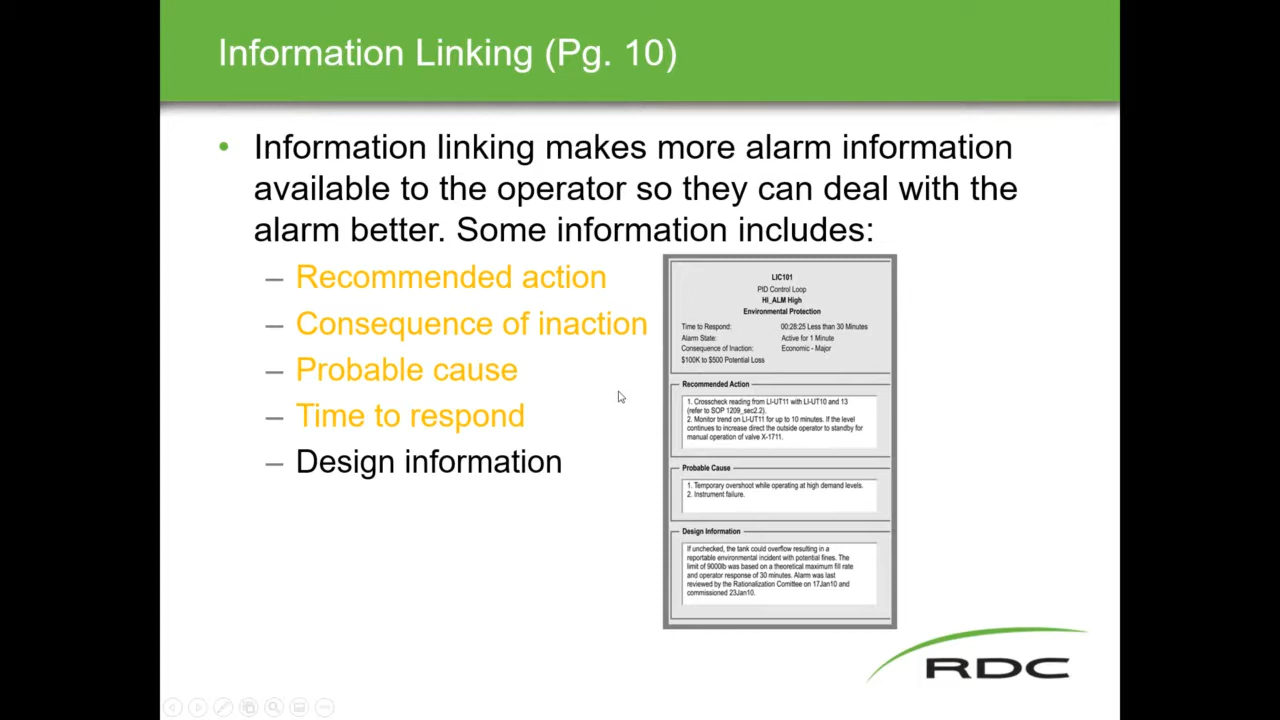 Information Linking (Pg. 10)
• Information linking makes more alarm information
available to the operator so they can deal with the
alarm better. Some information includes:
– Recommended action
– Consequence of inaction
– Probable cause
– Time to respond
– Design information
LIC101
PID Control Loop
HI_ALM High
Environmental Protection
Time to Respond: 00:28:25 Less than 30 Minutes
Alarm State: Active for 1 Minute
Consequence of Inaction: Economic - Major
$100K to $500 Potential Loss
Recommended Action
1. Crosscheck reading from LI-UT11 with LI-UT10 and 13
(refer to SOP 1209_sec2.2).
2. Monitor trend on LI-UT11 for up to 10 minutes. If the level
continues to increase direct the outside operator to standby for
manual operation of valve X-1711.
Probable Cause
1. Temporary overshoot while operating at high demand levels.
2. Instrument failure.
Design Information
If unchecked, the tank could overflow resulting in a
reportable environmental incident with potential fines. The
limit of 9000lb was based on a theoretical maximum fill rate
and operator response of 30 minutes. Alarm was last
reviewed by the Rationalization Comittee on 17Jan10 and
commissioned 23Jan10.
RDC